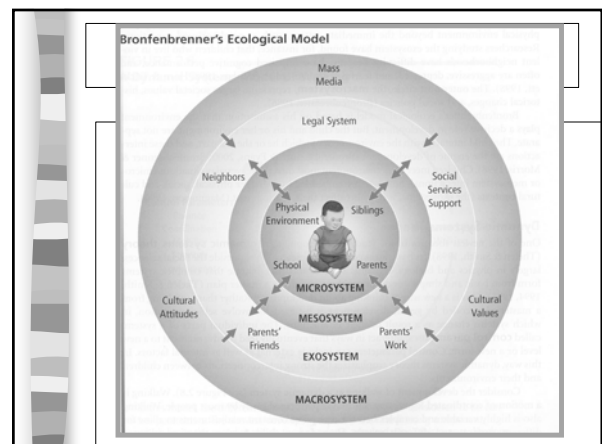 Bronfenbrenner's Ecological Model
Mass
Media
Legal System
Neighbors
Social
Services
Support
Physical
Environment
Siblings
School
Parents
MICROSYSTEM
Cultural
Attitudes
Cultural
Values
MESOSYSTEM
Parents'
Friends
Parents'
Work
EXOSYSTEM
MACROSYSTEM